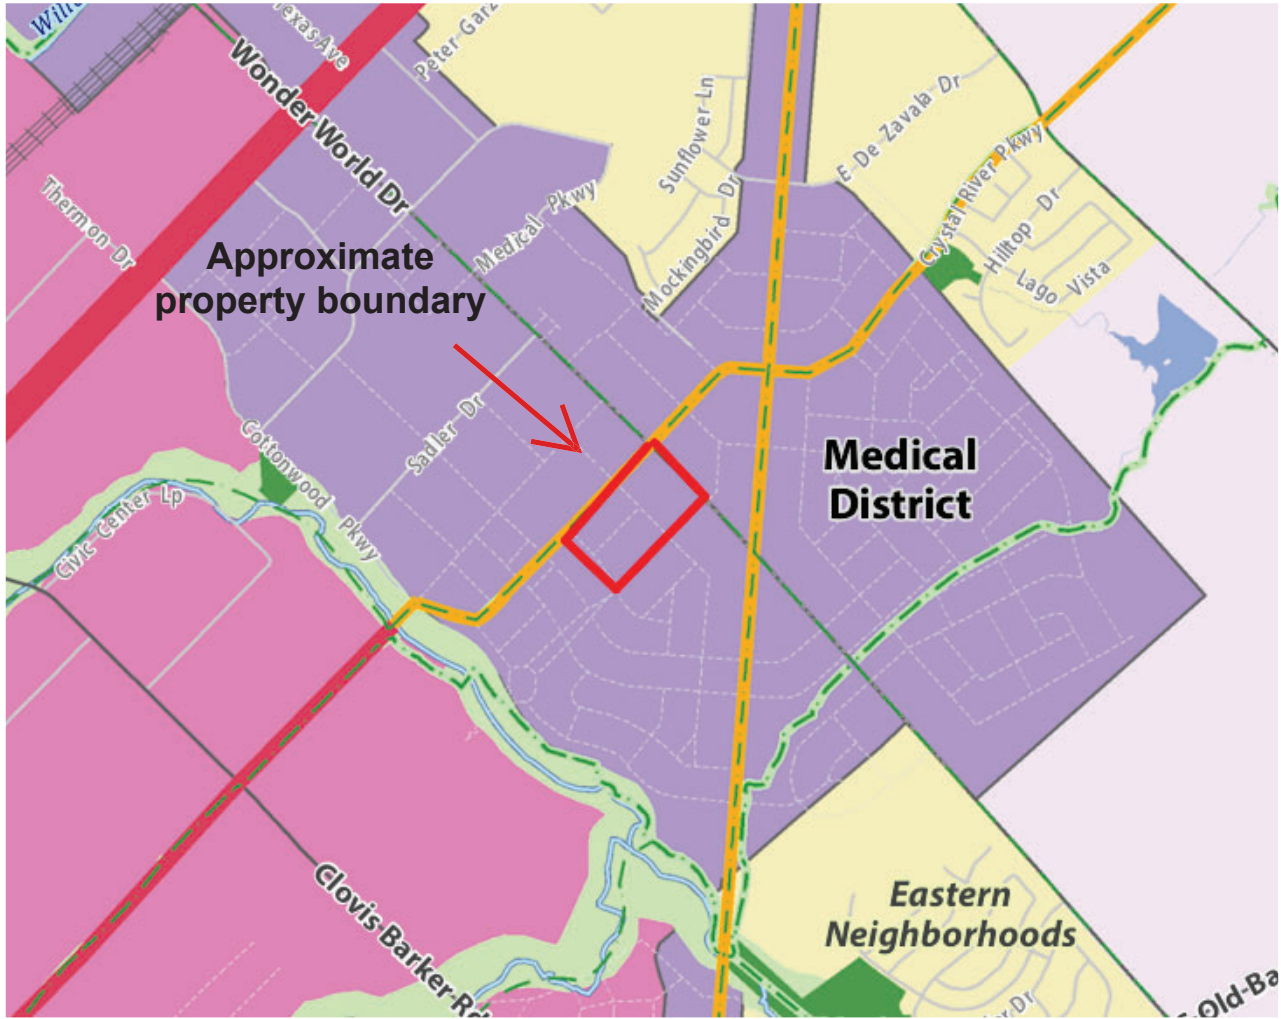 Texas Ave
Peter Garz
Wonder World Dr
Thermon Dr
Sunflower Ln
E De Zavala Dr
Crystal River Pkwy
Mockingbird Dr
Medical Pkwy
Hilltop Dr
Lago Vista
Approximate
property boundary
Sadler Dr
Cottonwood Pkwy
Civic Center Lp
Medical
District
Clovis Barker Rd
Eastern
Neighborhoods
Old Ba